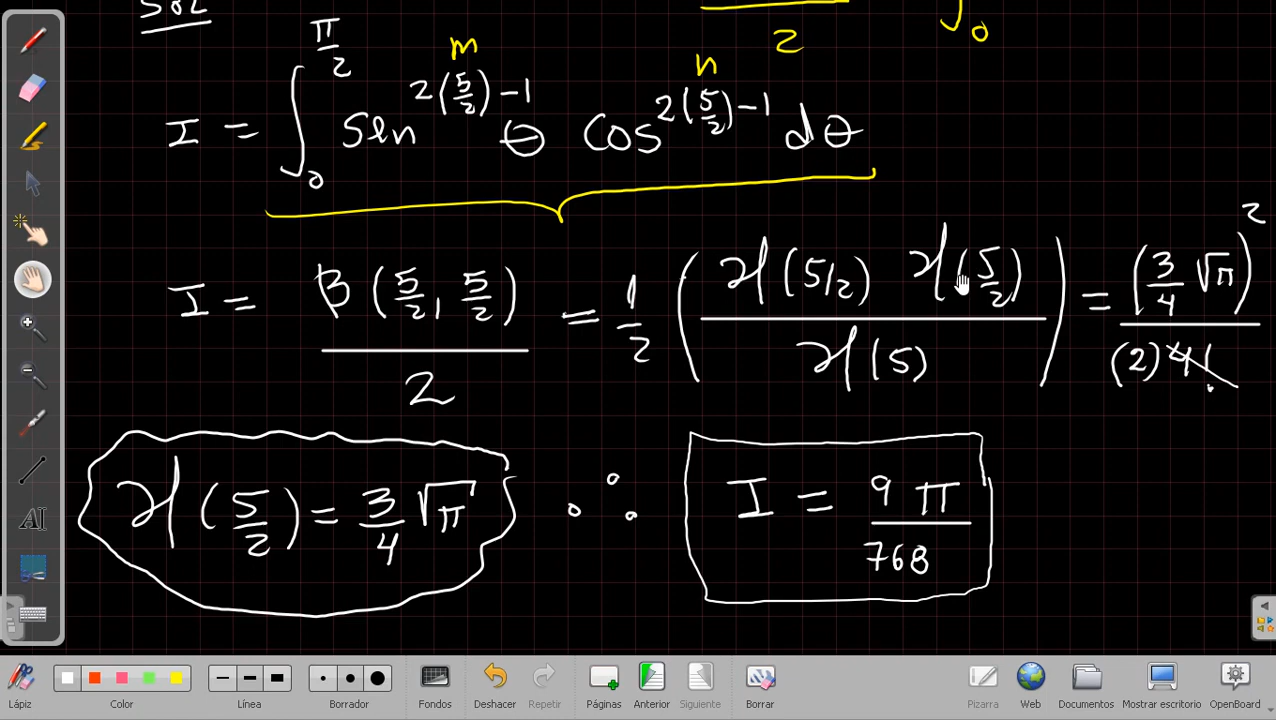 Sol
2 ∫_0
m n
I = ∫_0^{π/2} Sen^{2(5/2)-1} θ Cos^{2(5/2)-1} dθ
I = β(5/2, 5/2)/2 = 1/2 (γ(5/2) γ(5/2) / γ(5)) = (3/4 √π)^2 / (2)4!
γ(5/2) = 3/4 √π ∴ I = 9π/768
Lápiz Color Línea Borrador Fondos Deshacer Repetir Páginas Anterior Siguiente Borrar Pizarra Web Documentos Mostrar escritorio OpenBoard